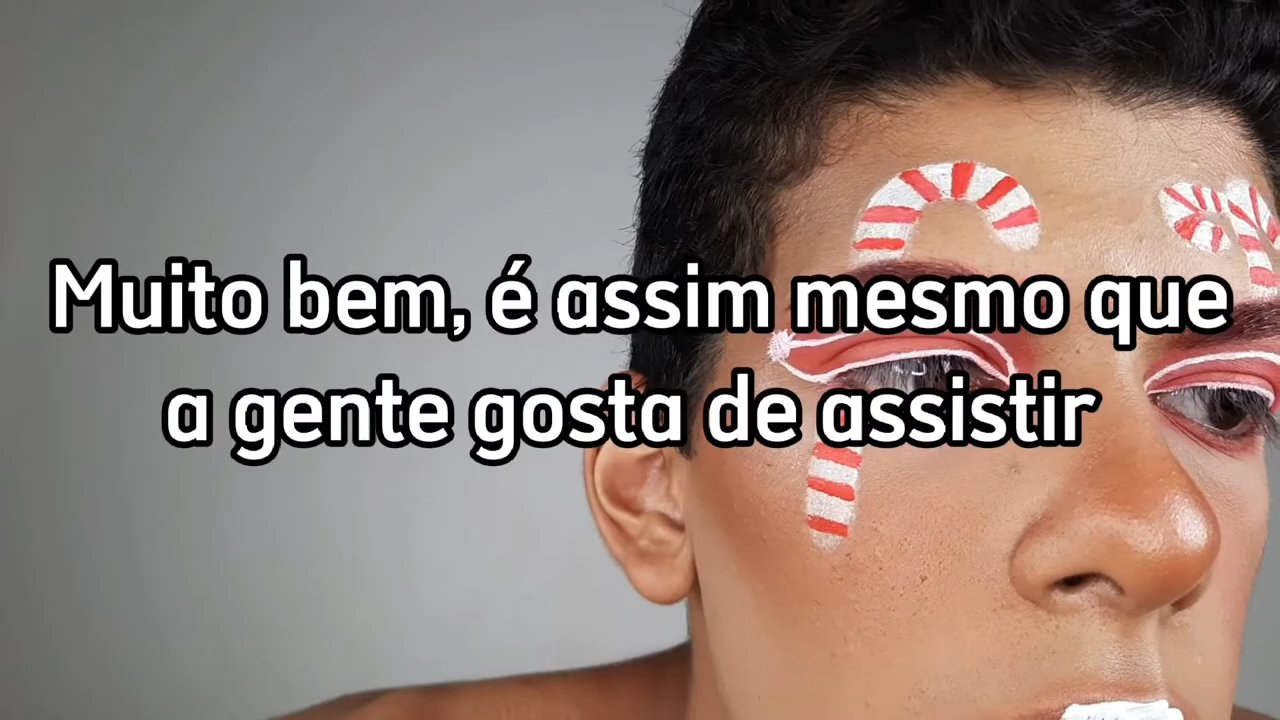 Muito bem, é assim mesmo que
a gente gosta de assistir